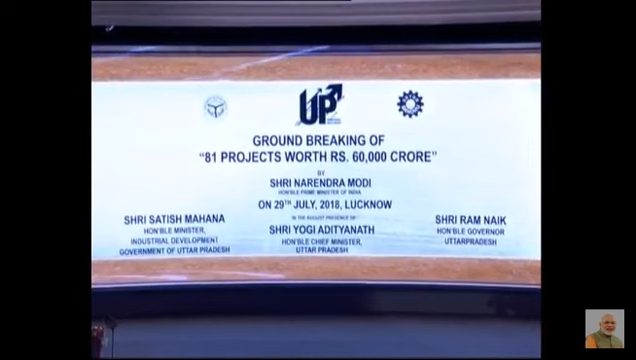 UP
GROUND BREAKING OF
"81 PROJECTS WORTH RS. 60,000 CRORE"
BY
SHRI NARENDRA MODI
HON'BLE PRIME MINISTER OF INDIA
ON 29TH JULY, 2018, LUCKNOW
IN THE AUGUST PRESENCE OF
SHRI SATISH MAHANA
HON'BLE MINISTER,
INDUSTRIAL DEVELOPMENT
GOVERNMENT OF UTTAR PRADESH
SHRI YOGI ADITYANATH
HON'BLE CHIEF MINISTER,
UTTAR PRADESH
SHRI RAM NAIK
HON'BLE GOVERNOR
UTTARPRADESH